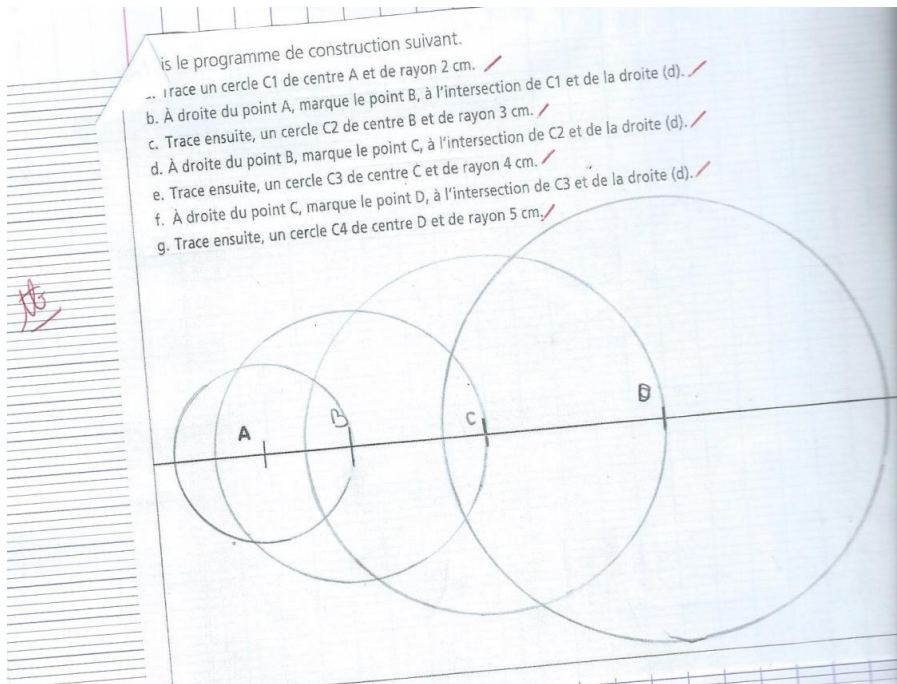 is le programme de construction suivant.
a. Trace un cercle C1 de centre A et de rayon 2 cm.
b. À droite du point A, marque le point B, à l'intersection de C1 et de la droite (d).
c. Trace ensuite, un cercle C2 de centre B et de rayon 3 cm.
d. À droite du point B, marque le point C, à l'intersection de C2 et de la droite (d).
e. Trace ensuite, un cercle C3 de centre C et de rayon 4 cm.
f. À droite du point C, marque le point D, à l'intersection de C3 et de la droite (d).
g. Trace ensuite, un cercle C4 de centre D et de rayon 5 cm.
A B C D